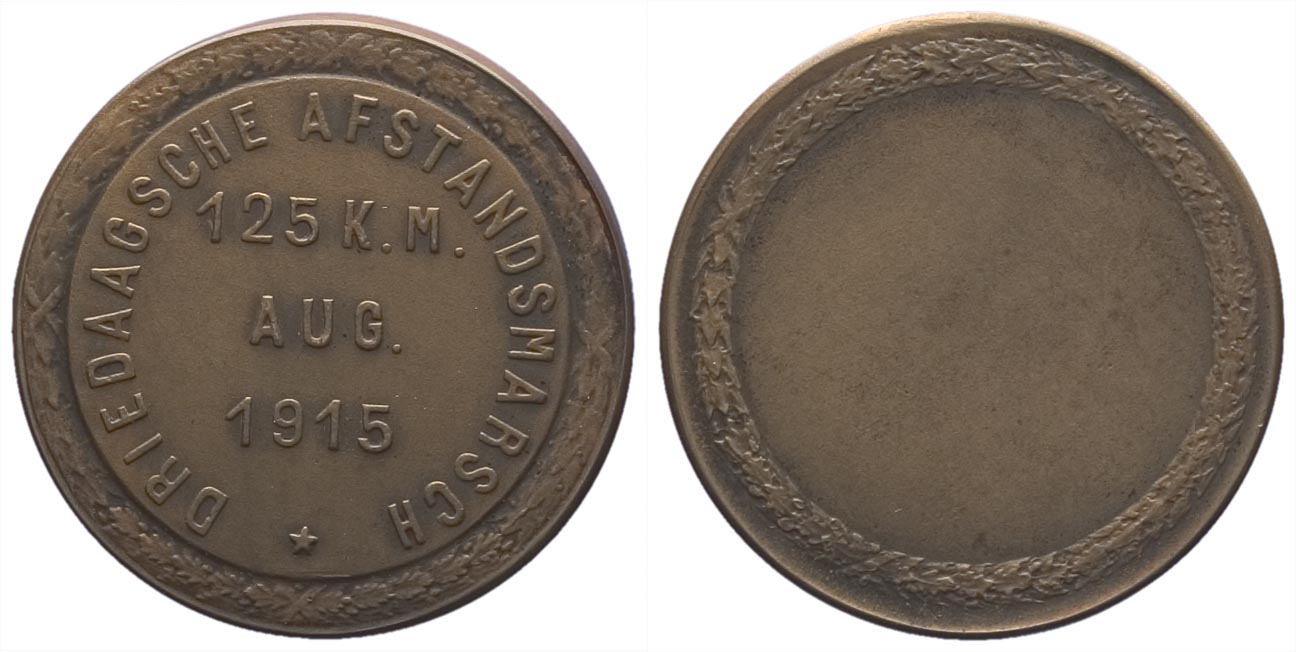 DRIEDAAGSCHE AFSTANDSMARSCH
125 K.M.
AUG.
1915